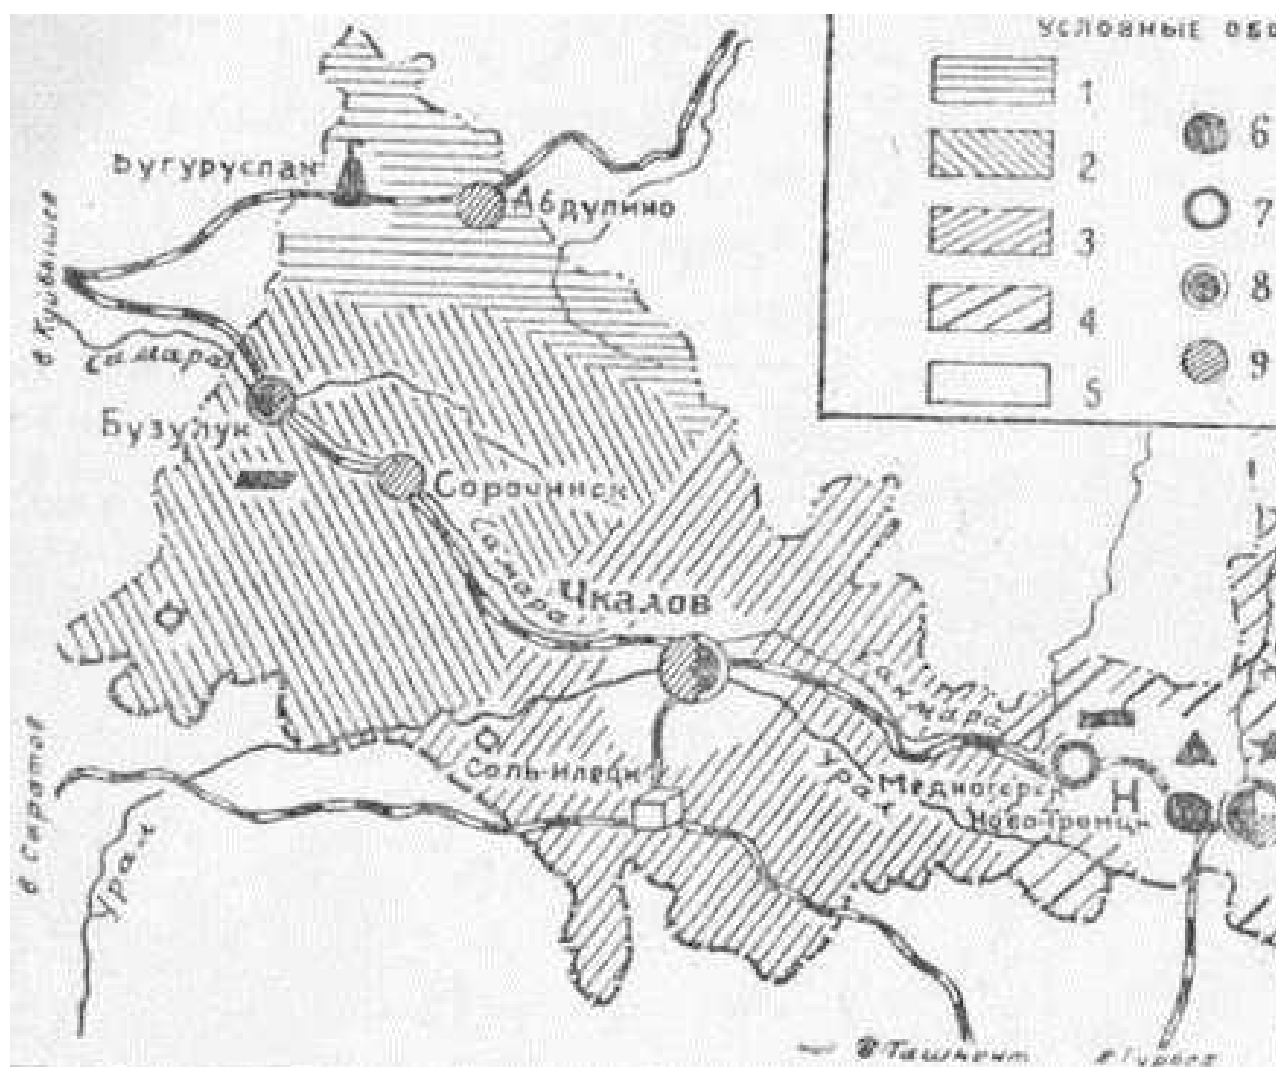 УСЛОВНЫЕ ОБО
1
2
3
4
5
6
7
8
9
Бугуруслан
Абдулино
в Куйбышев
Самара
Бузулук
Сорочинск
Самара
Чкалов
Сакмара
в Саратов
Соль-Илецк
Урал
Медногорск
Н
Ново-Троицк
Урал
в Ташкент
в Гурьев